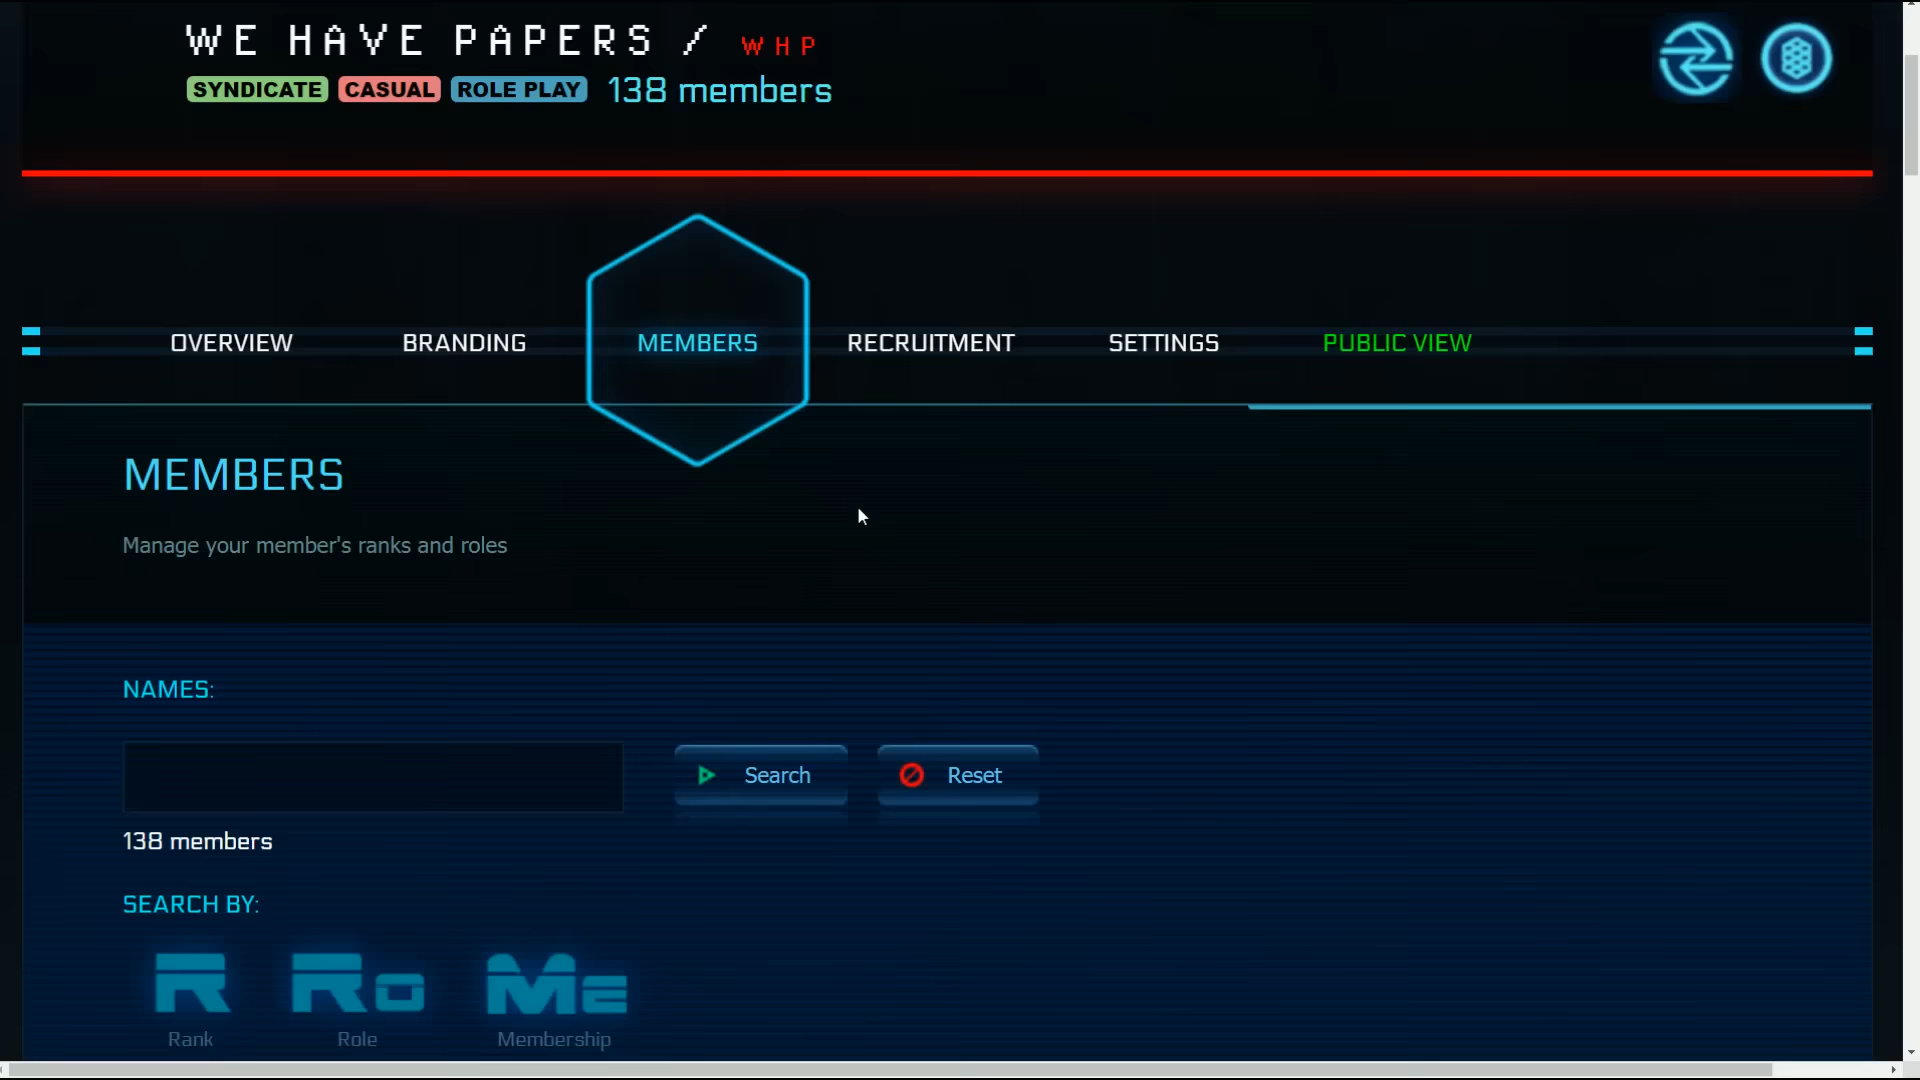 WE HAVE PAPERS / WHP
SYNDICATE CASUAL ROLE PLAY 138 members
OVERVIEW BRANDING MEMBERS RECRUITMENT SETTINGS PUBLIC VIEW
MEMBERS
Manage your member's ranks and roles
NAMES:
Search Reset
138 members
SEARCH BY:
R Ro Me
Rank Role Membership